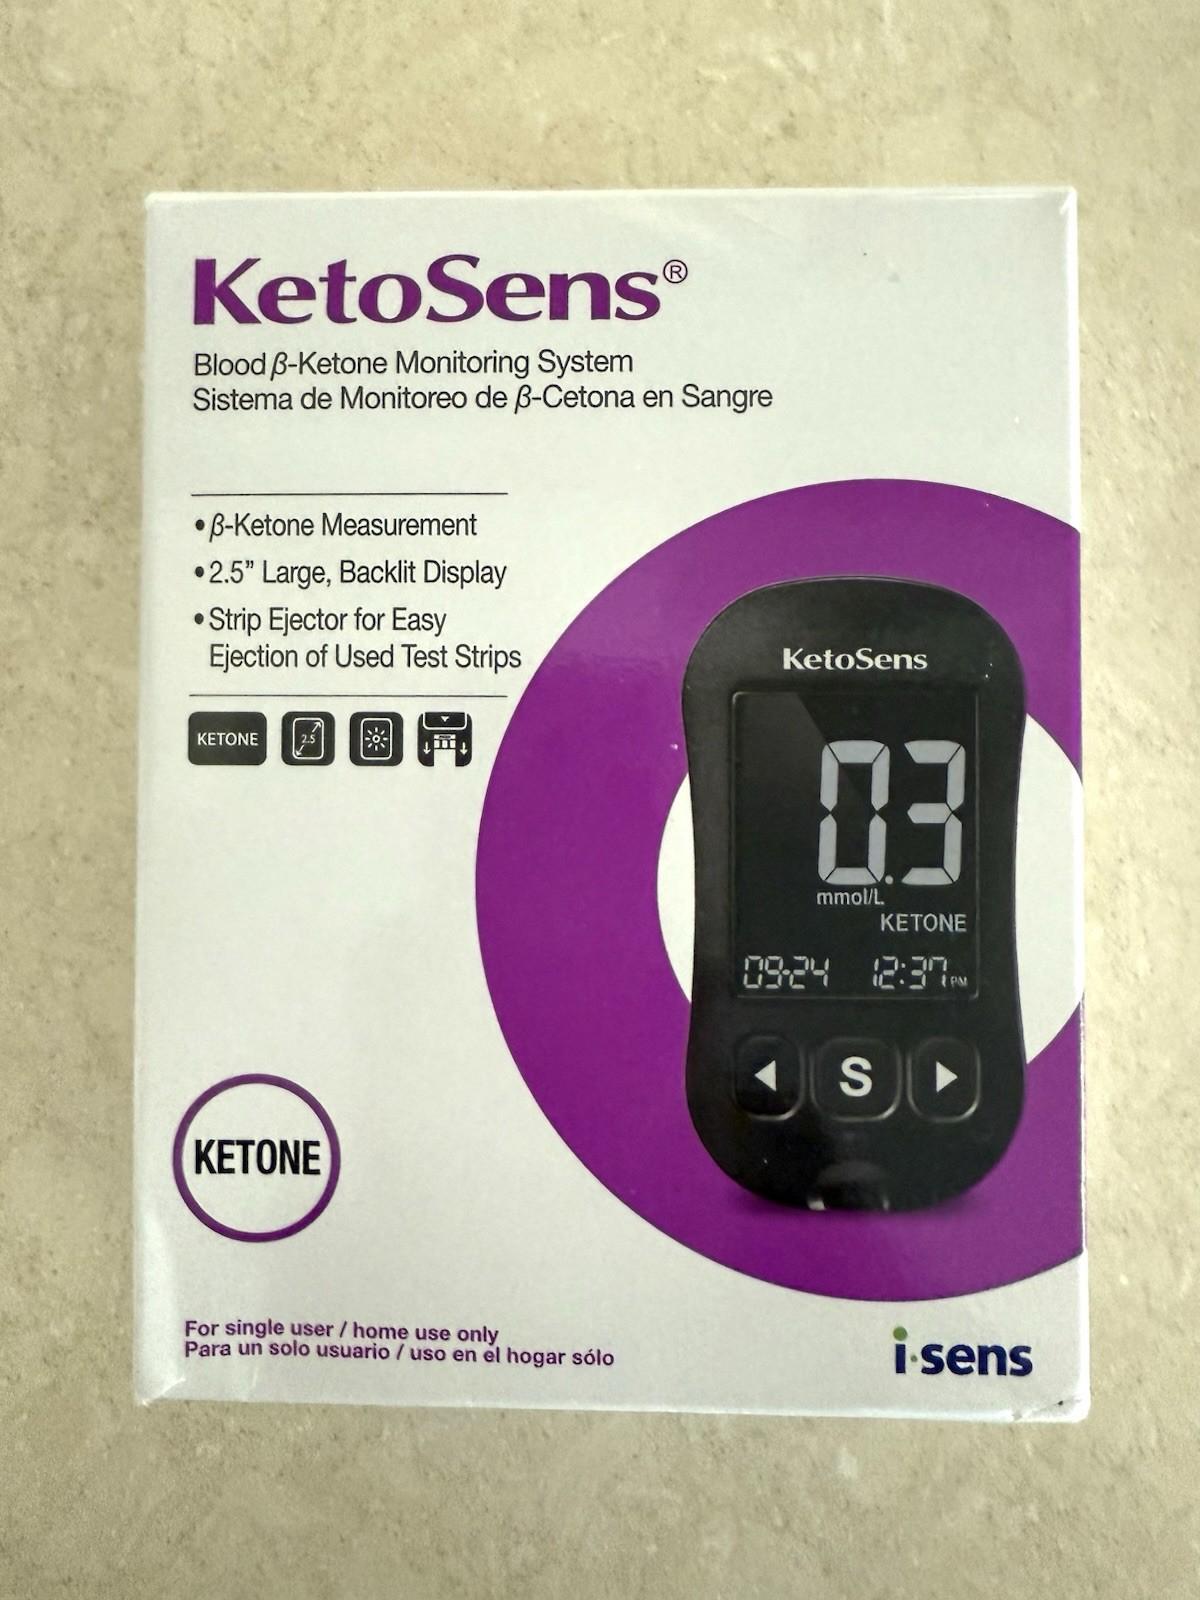 KetoSens®
Blood β-Ketone Monitoring System
Sistema de Monitoreo de β-Cetona en Sangre
• β-Ketone Measurement
• 2.5” Large, Backlit Display
• Strip Ejector for Easy
Ejection of Used Test Strips
KETONE
2.5
KetoSens
0.3
mmol/L
KETONE
09-24 12:37 PM
S
KETONE
For single user / home use only
Para un solo usuario / uso en el hogar sólo
i·sens